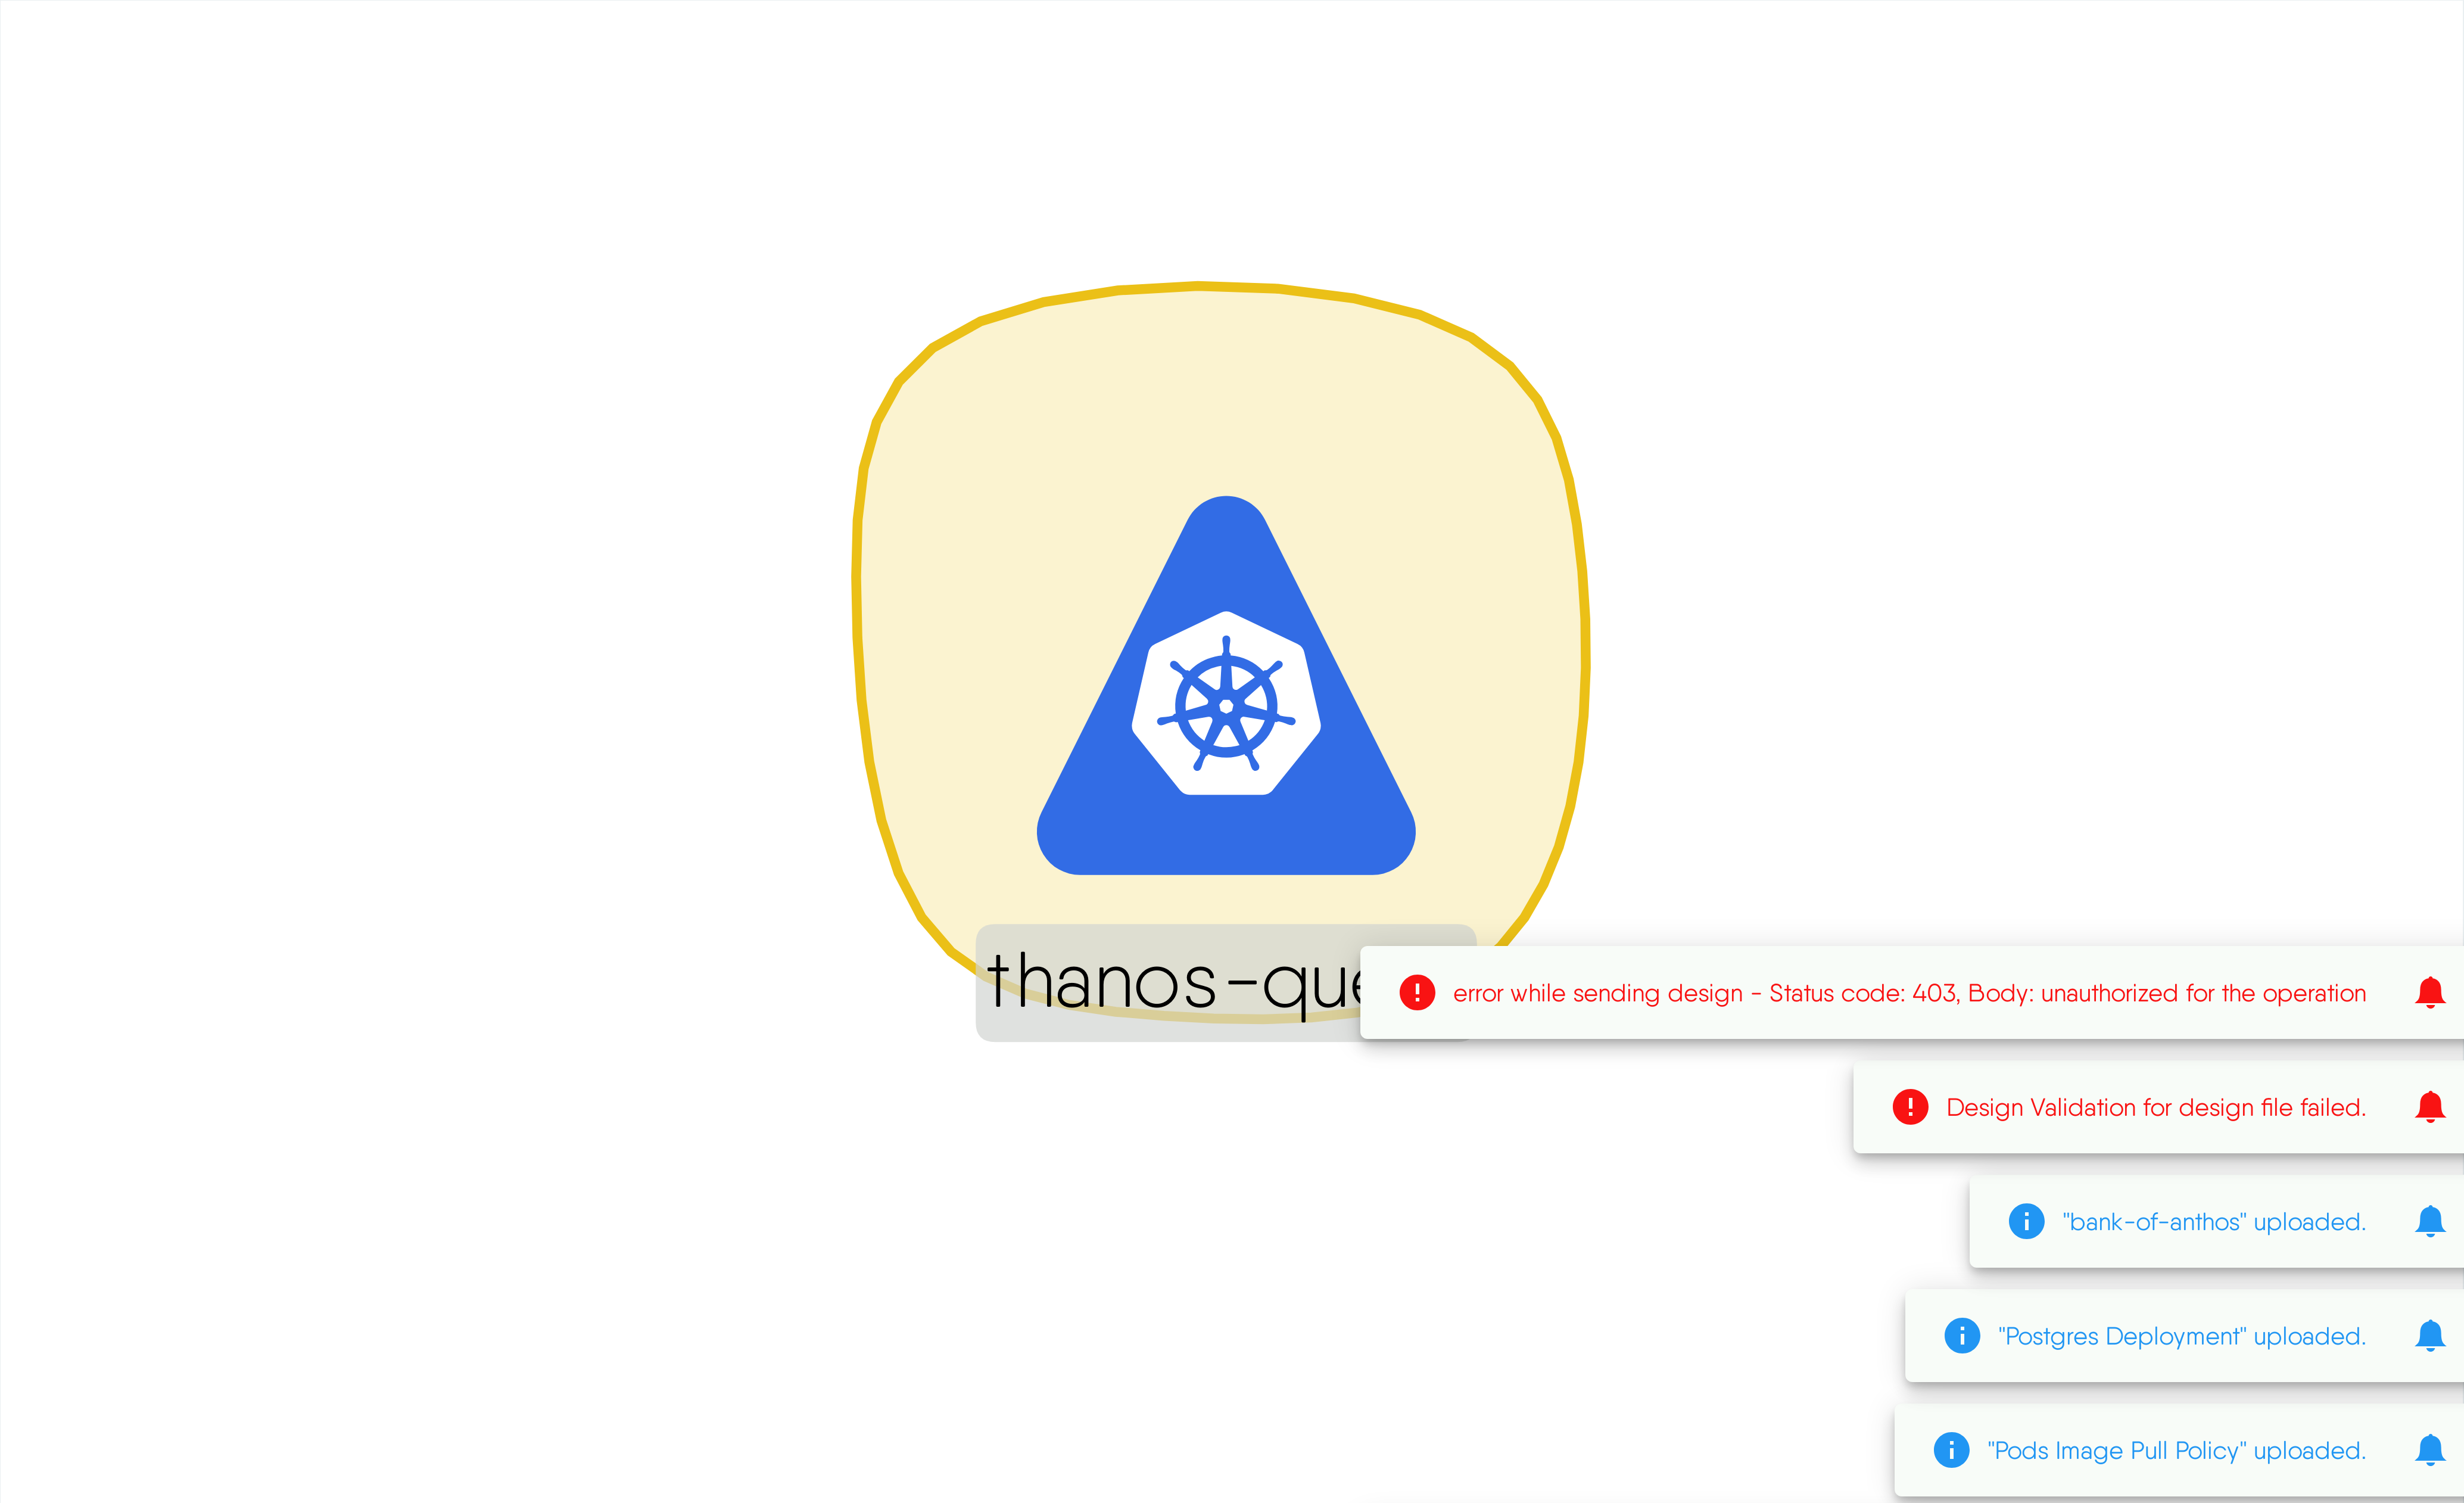 thanos-que
error while sending design - Status code: 403, Body: unauthorized for the operation
Design Validation for design file failed.
"bank-of-anthos" uploaded.
"Postgres Deployment" uploaded.
"Pods Image Pull Policy" uploaded.